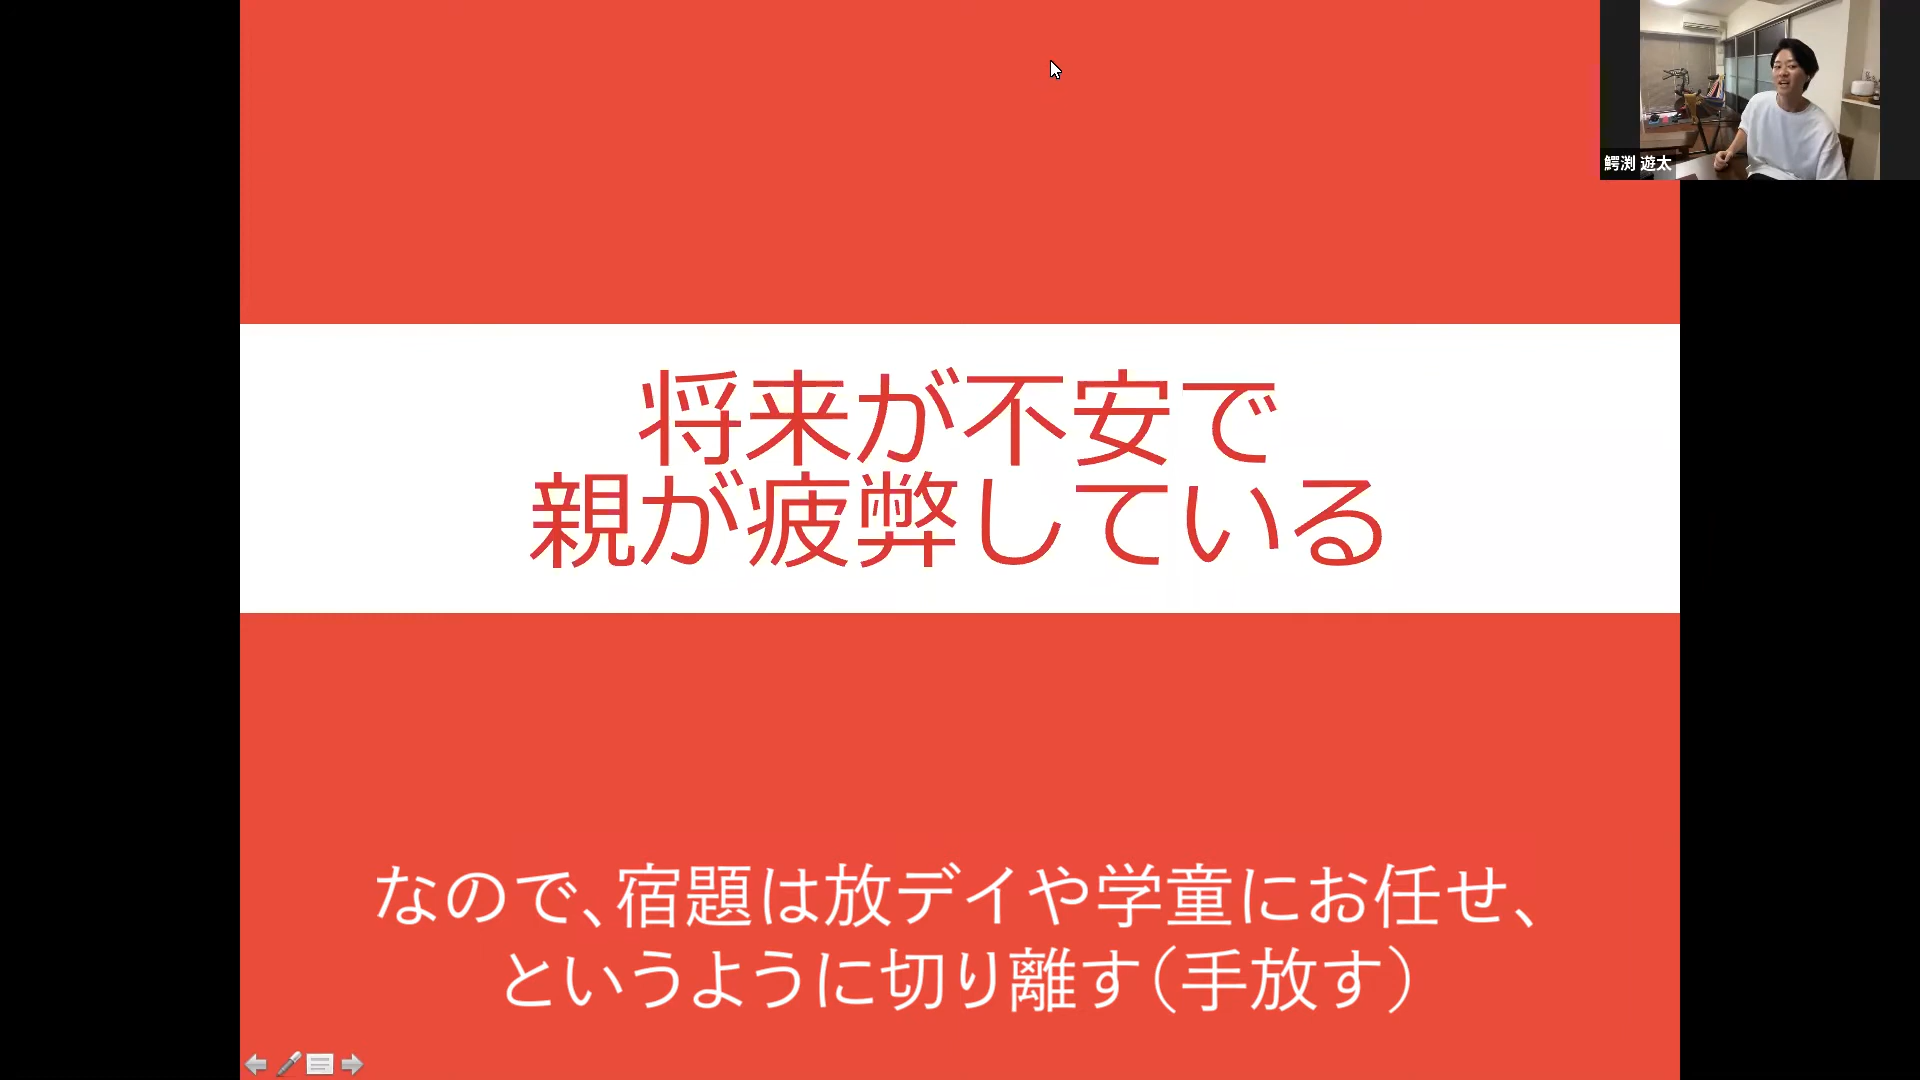 鰐渕 遊太
将来が不安で
親が疲弊している
なので、宿題は放デイや学童にお任せ、
というように切り離す（手放す）